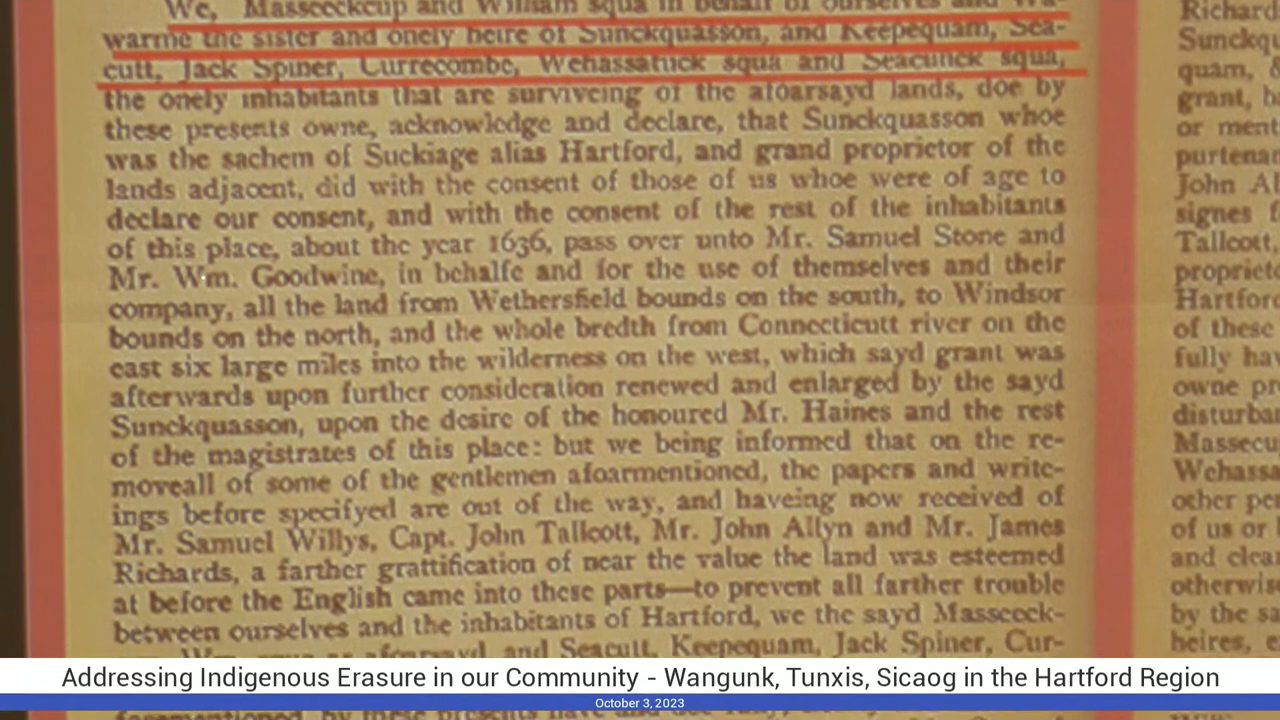 We, Masseeckcup and William squa in behalf of ourselves and Wa-
warme the sister and onely heire of Sunckquasson, and Keepequam, Sea-
cutt, Jack Spiner, Currecombe, Wehassatuck squa and Seacunck squa,
the onely inhabitants that are surviveing of the afoarsayd lands, doe by
these presents owne, acknowledge and declare, that Sunckquasson whoe
was the sachem of Suckiage alias Hartford, and grand proprietor of the
lands adjacent, did with the consent of those of us whoe were of age to
declare our consent, and with the consent of the rest of the inhabitants
of this place, about the year 1636, pass over unto Mr. Samuel Stone and
Mr. Wm. Goodwine, in behalfe and for the use of themselves and their
company, all the land from Wethersfield bounds on the south, to Windsor
bounds on the north, and the whole bredth from Connecticutt river on the
east six large miles into the wilderness on the west, which sayd grant was
afterwards upon further consideration renewed and enlarged by the sayd
Sunckquasson, upon the desire of the honoured Mr. Haines and the rest
of the magistrates of this place: but we being informed that on the re-
moveall of some of the gentlemen afoarmentioned, the papers and write-
ings before specifyed are out of the way, and haveing now received of
Mr. Samuel Willys, Capt. John Tallcott, Mr. John Allyn and Mr. James
Richards, a farther grattification of near the value the land was esteemed
at before the English came into these parts—to prevent all farther trouble
between ourselves and the inhabitants of Hartford, we the sayd Masseeck-
squa as afoarsayd, and Seacutt, Keepequam, Jack Spiner, Cur-
Richard
Sunckqu
quam, &
grant, b
or ment
purtenan
John Al
signes f
Tallcott,
proprieto
Hartford
of these
fully hav
owne pr
disturba
Massecu
Wehassa
other pe
of us or
and clea
otherwis
by the sa
heires, e
Addressing Indigenous Erasure in our Community - Wangunk, Tunxis, Sicaog in the Hartford Region
October 3, 2023